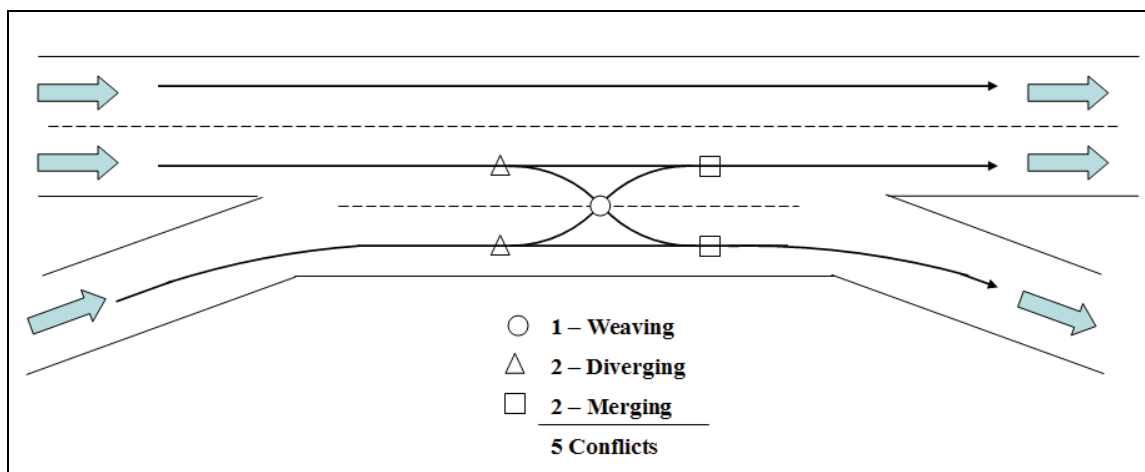 1 – Weaving
2 – Diverging
2 – Merging
5 Conflicts